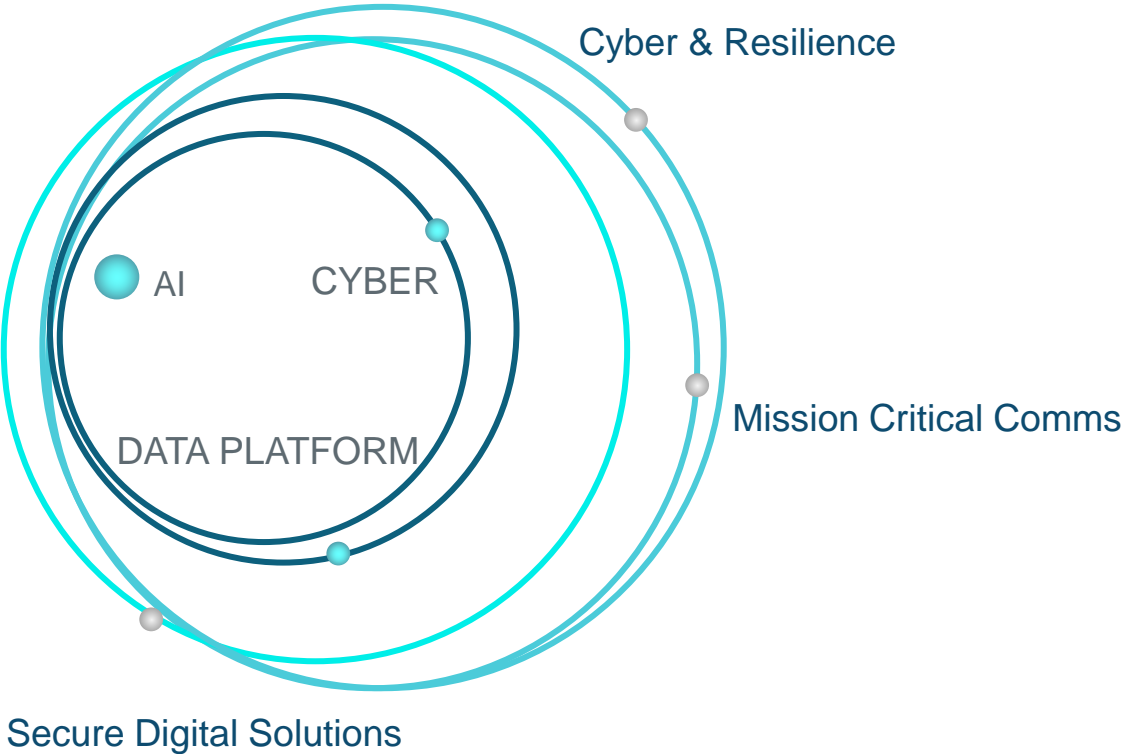 Cyber & Resilience
AI
CYBER
Mission Critical Comms
DATA PLATFORM
Secure Digital Solutions